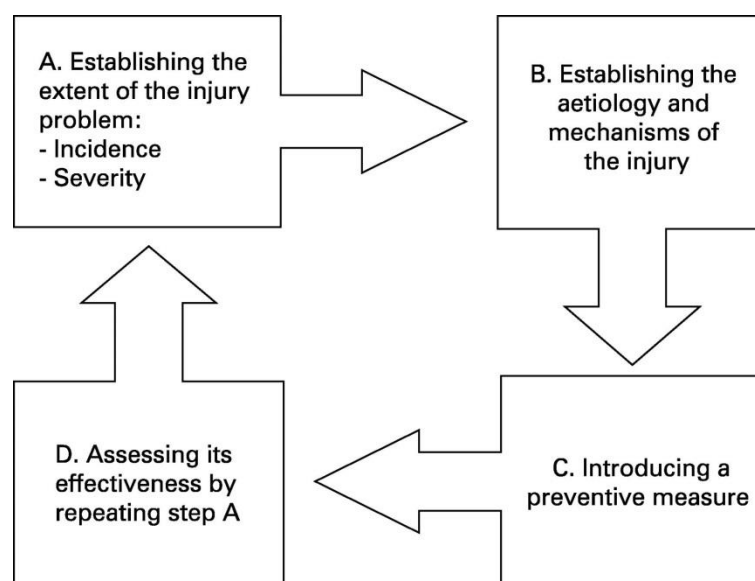 A. Establishing the
extent of the injury
problem:
- Incidence
- Severity
B. Establishing the
aetiology and
mechanisms of
the injury
C. Introducing a
preventive measure
D. Assessing its
effectiveness by
repeating step A